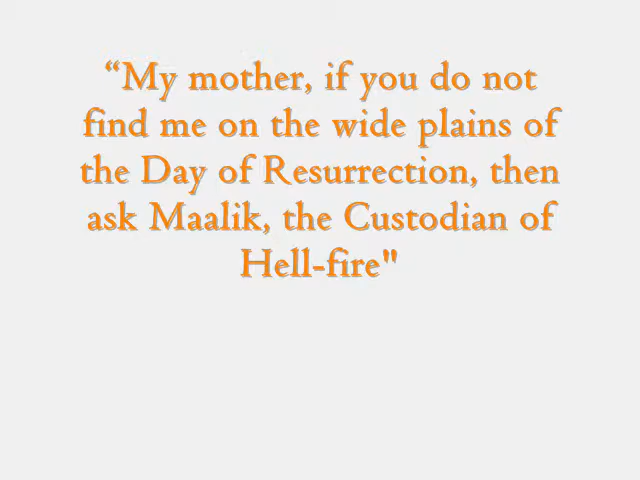 “My mother, if you do not
find me on the wide plains of
the Day of Resurrection, then
ask Maalik, the Custodian of
Hell-fire"